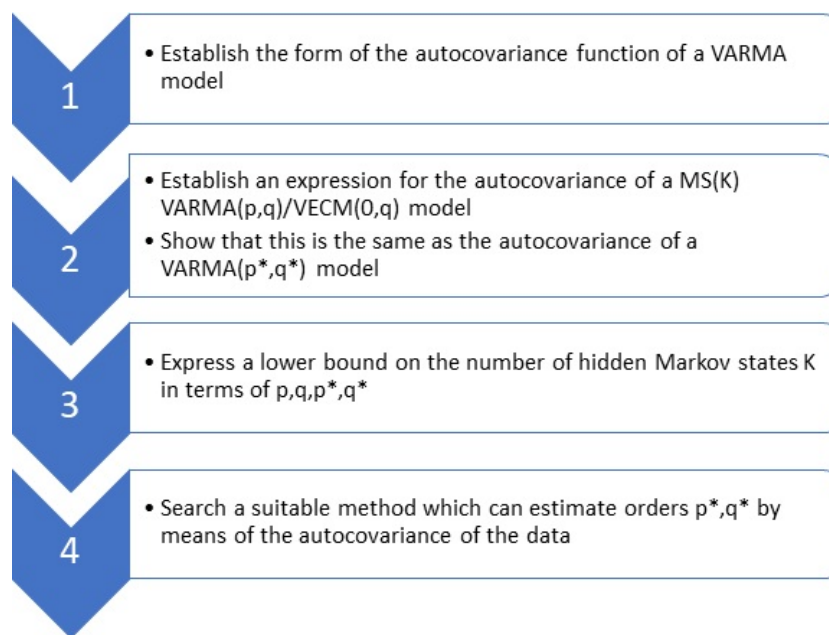 1
• Establish the form of the autocovariance function of a VARMA
model
2
• Establish an expression for the autocovariance of a MS(K)
VARMA(p,q)/VECM(0,q) model
• Show that this is the same as the autocovariance of a
VARMA(p*,q*) model
3
• Express a lower bound on the number of hidden Markov states K
in terms of p,q,p*,q*
4
• Search a suitable method which can estimate orders p*,q* by
means of the autocovariance of the data